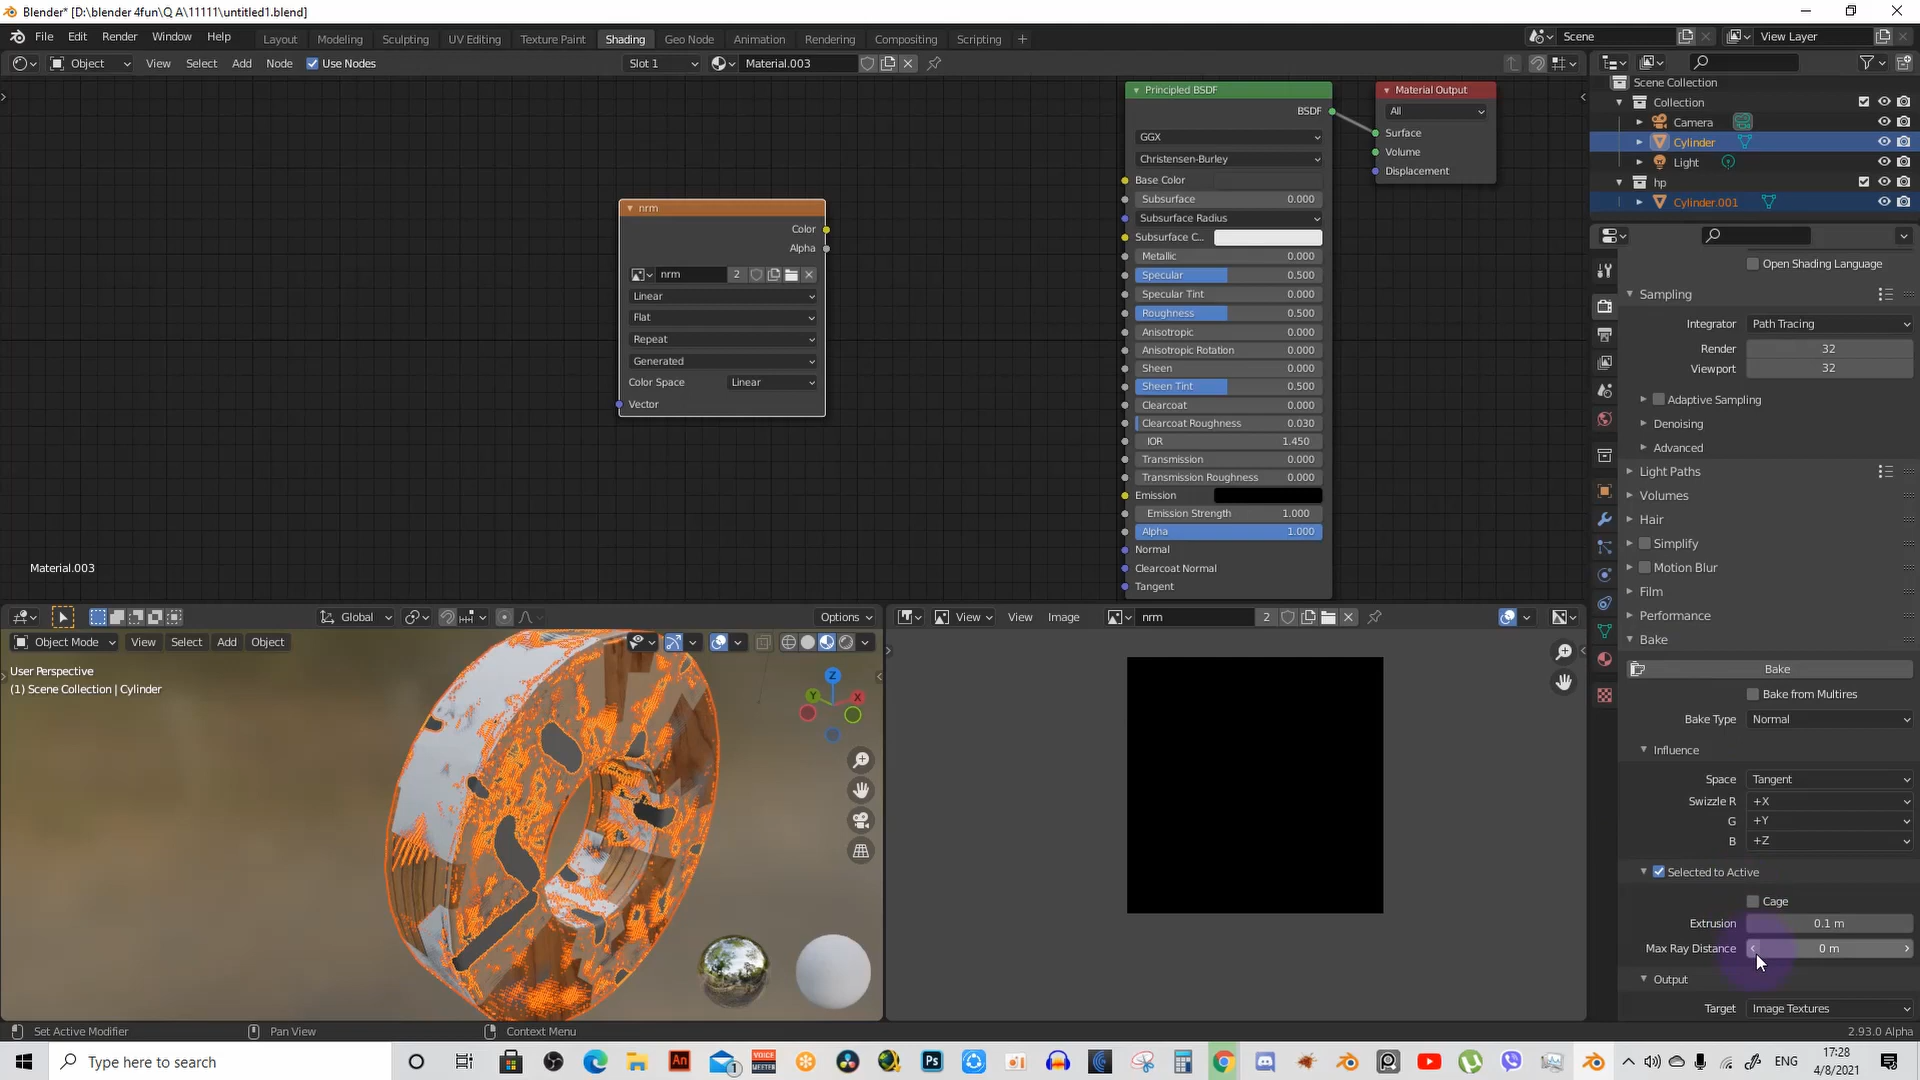 Blender* [D:\blender 4fun\Q A\11111\untitled1.blend]
File Edit Render Window Help
Layout Modeling Sculpting UV Editing Texture Paint Shading Geo Node Animation Rendering Compositing Scripting +
Scene
View Layer
Object View Select Add Node Use Nodes
Slot 1
Material.003
Scene Collection
Collection
Camera
Cylinder
Light
hp
Cylinder.001
nrm
Color
Alpha
nrm 2
Linear
Flat
Repeat
Generated
Color Space Linear
Vector
Principled BSDF
BSDF
GGX
Christensen-Burley
Base Color
Subsurface 0.000
Subsurface Radius
Subsurface C...
Metallic 0.000
Specular 0.500
Specular Tint 0.000
Roughness 0.500
Anisotropic 0.000
Anisotropic Rotation 0.000
Sheen 0.000
Sheen Tint 0.500
Clearcoat 0.000
Clearcoat Roughness 0.030
IOR 1.450
Transmission 0.000
Transmission Roughness 0.000
Emission
Emission Strength 1.000
Alpha 1.000
Normal
Clearcoat Normal
Tangent
Material Output
All
Surface
Volume
Displacement
Material.003
Open Shading Language
Sampling
Integrator Path Tracing
Render 32
Viewport 32
Adaptive Sampling
Denoising
Advanced
Light Paths
Volumes
Hair
Simplify
Motion Blur
Film
Performance
Bake
Bake
Bake from Multires
Bake Type Normal
Influence
Space Tangent
Swizzle R +X
G +Y
B +Z
Selected to Active
Cage
Extrusion 0.1 m
Max Ray Distance 0 m
Output
Target Image Textures
Global
Options
Object Mode View Select Add Object
User Perspective
(1) Scene Collection | Cylinder
Z
Y
X
View View Image
nrm 2
Set Active Modifier
Pan View
Context Menu
2.93.0 Alpha
Type here to search
An
1
VOICE
MEETER
Ps
ai
ENG
17:28
4/8/2021